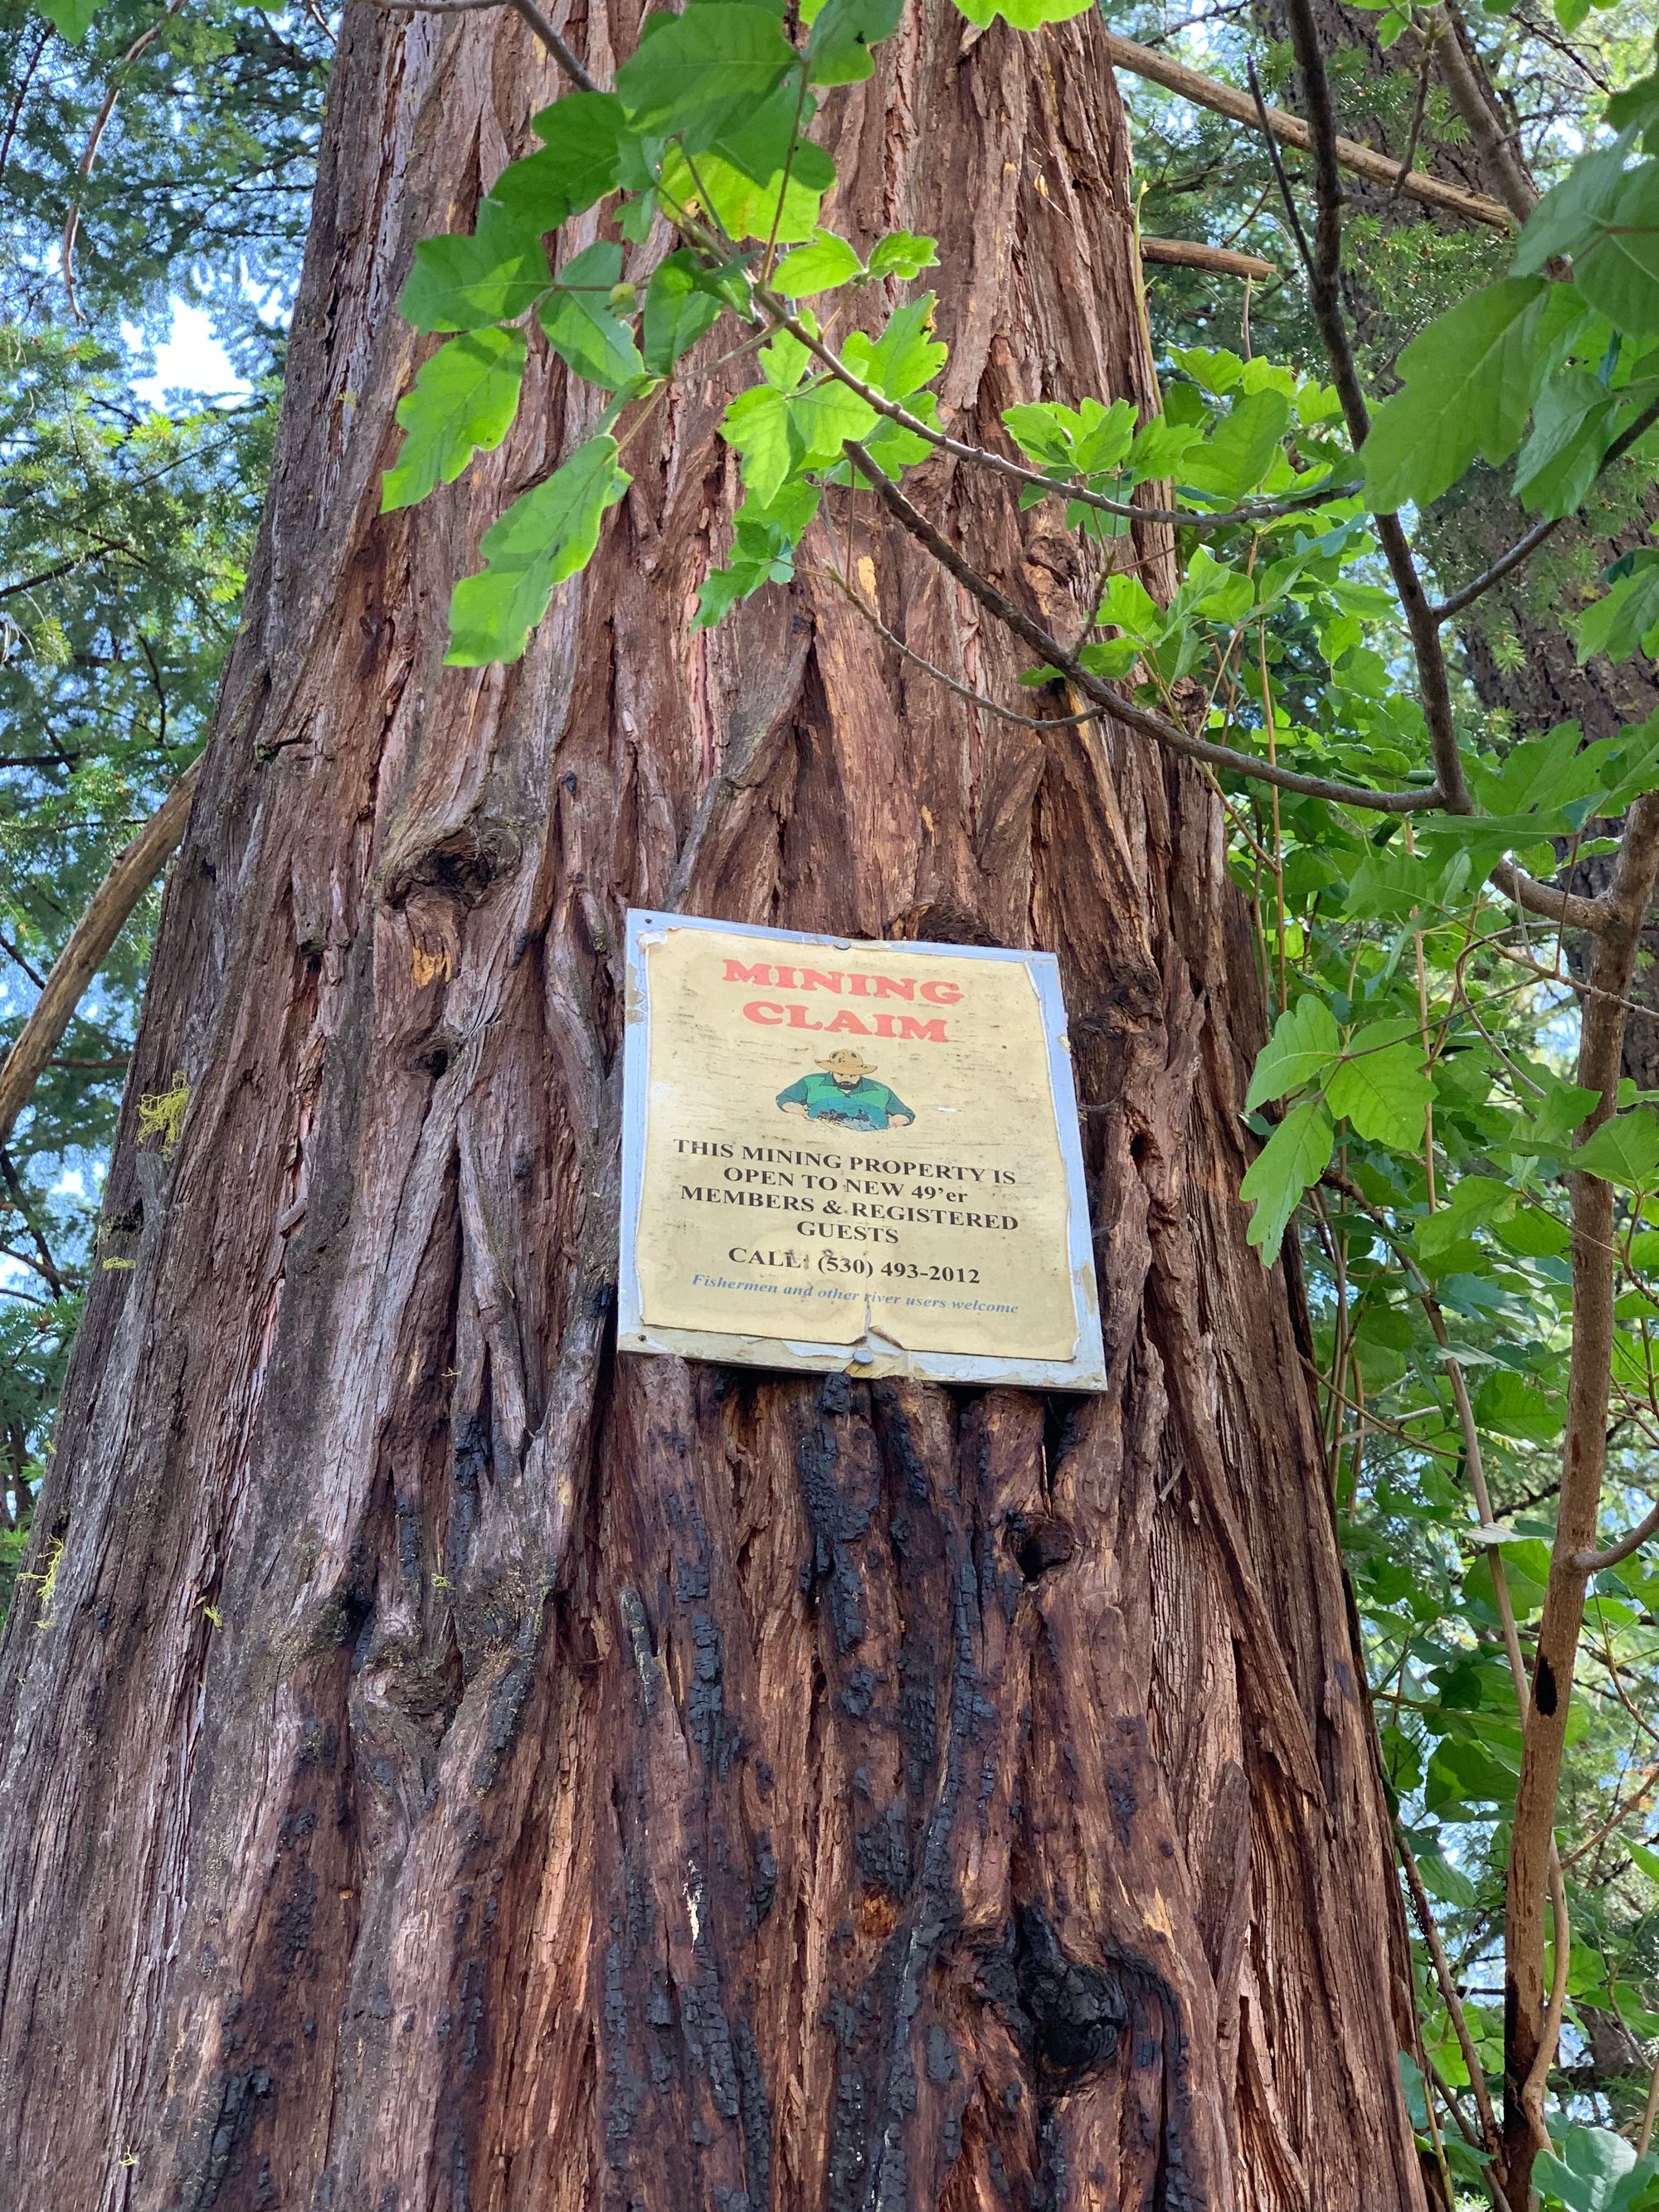 MINING
CLAIM
THIS MINING PROPERTY IS
OPEN TO NEW 49'er
MEMBERS & REGISTERED
GUESTS
CALL: (530) 493-2012
Fishermen and other river users welcome